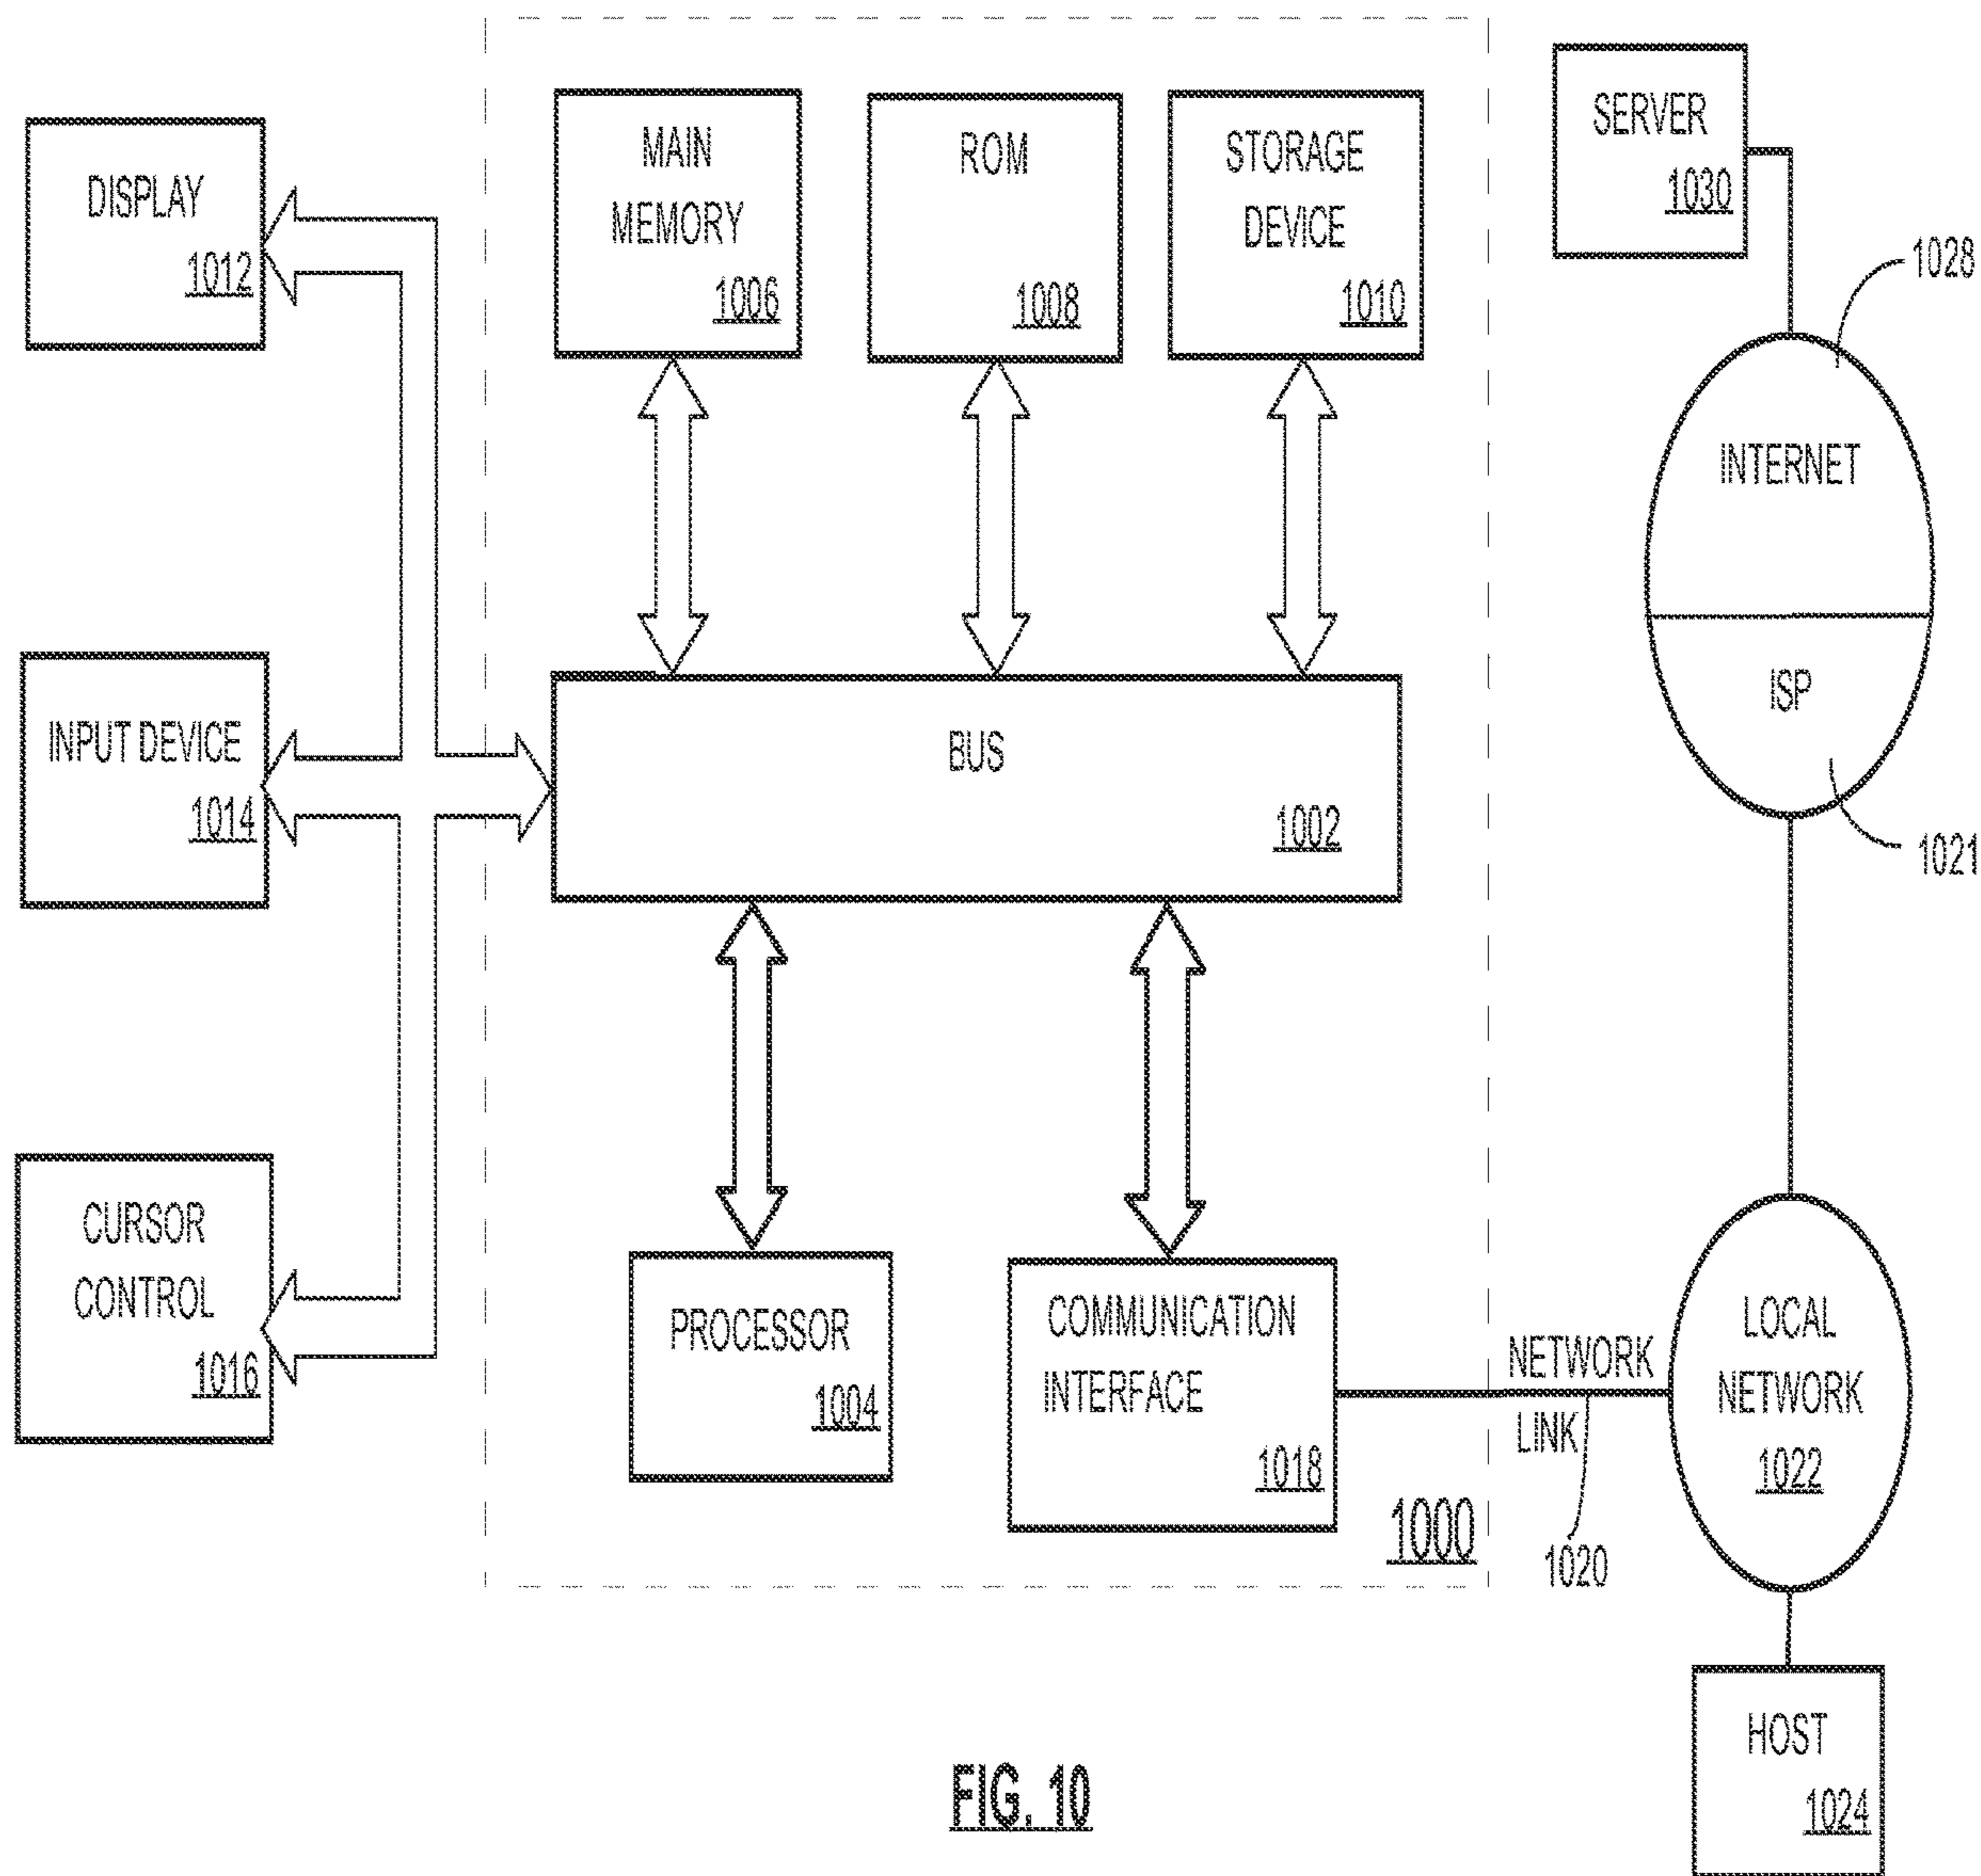 DISPLAY
1012
INPUT DEVICE
1014
CURSOR
CONTROL
1016
MAIN
MEMORY
1006
ROM
1008
STORAGE
DEVICE
1010
BUS
1002
PROCESSOR
1004
COMMUNICATION
INTERFACE
1018
1000
SERVER
1030
1028
INTERNET
ISP
1021
NETWORK
LINK
1020
LOCAL
NETWORK
1022
HOST
1024
FIG. 10